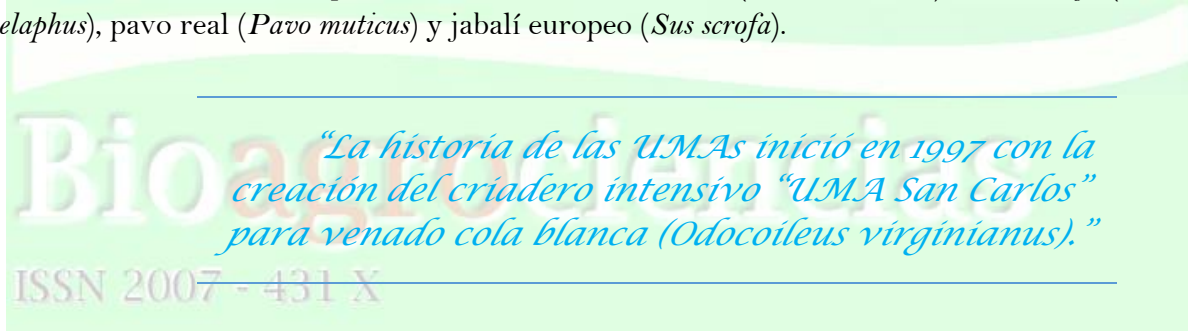 elaphus), pavo real (Pavo muticus) y jabalí europeo (Sus scrofa).
“La historia de las UMAs inició en 1997 con la
creación del criadero intensivo “UMA San Carlos”
para venado cola blanca (Odocoileus virginianus).”
Bioagrociencias
ISSN 2007 - 431 X